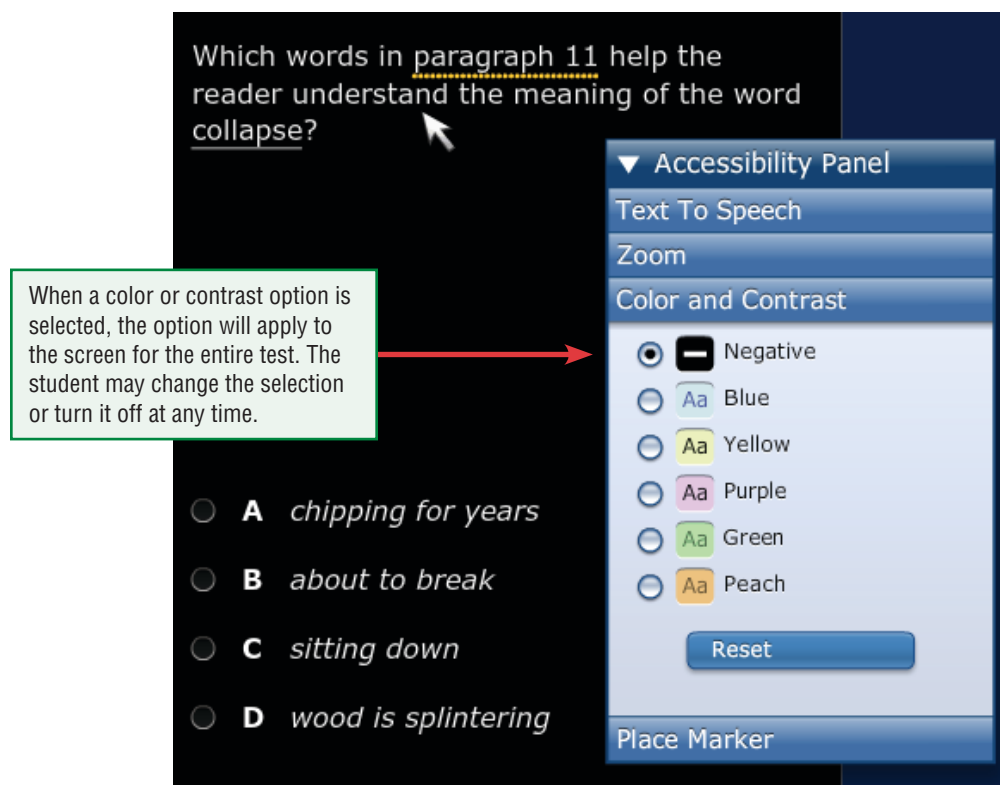 Which words in paragraph 11 help the
reader understand the meaning of the word
collapse?
Accessibility Panel
Text To Speech
Zoom
Color and Contrast
Negative
Aa Blue
Aa Yellow
Aa Purple
Aa Green
Aa Peach
Reset
Place Marker
When a color or contrast option is
selected, the option will apply to
the screen for the entire test. The
student may change the selection
or turn it off at any time.
A chipping for years
B about to break
C sitting down
D wood is splintering